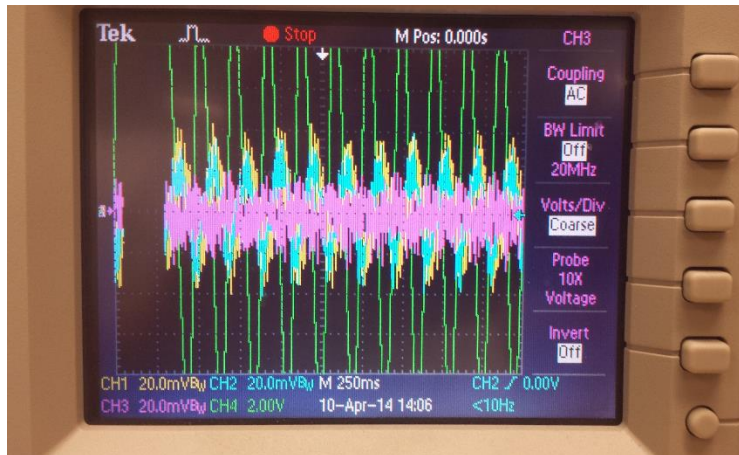 Tek Stop M Pos: 0.000s CH3
Coupling
AC
BW Limit
Off
20MHz
Volts/Div
Coarse
Probe
10X
Voltage
Invert
Off
CH1 20.0mVBW CH2 20.0mVBW M 250ms CH2 0.00V
CH3 20.0mVBW CH4 2.00V 10-Apr-14 14:06 <10Hz